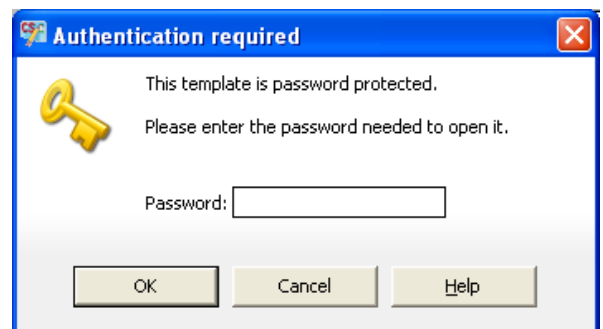 Authentication required
This template is password protected.
Please enter the password needed to open it.
Password:
OK Cancel Help